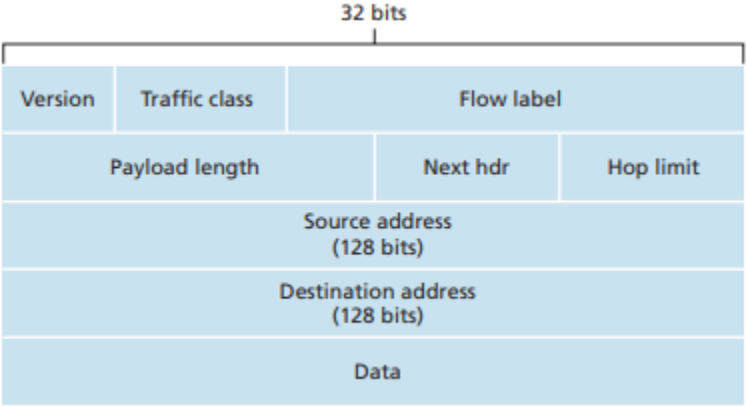 32 bits
Version Traffic class Flow label
Payload length Next hdr Hop limit
Source address
(128 bits)
Destination address
(128 bits)
Data